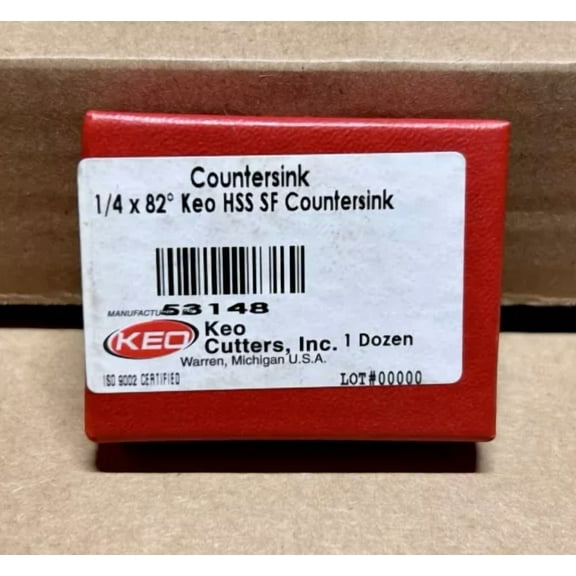 Countersink
1/4 x 82° Keo HSS SF Countersink
53148
MANUFACTU
KEO
Keo
Cutters, Inc. 1 Dozen
Warren, Michigan U.S.A.
ISO 9002 CERTIFIED
LOT#00000